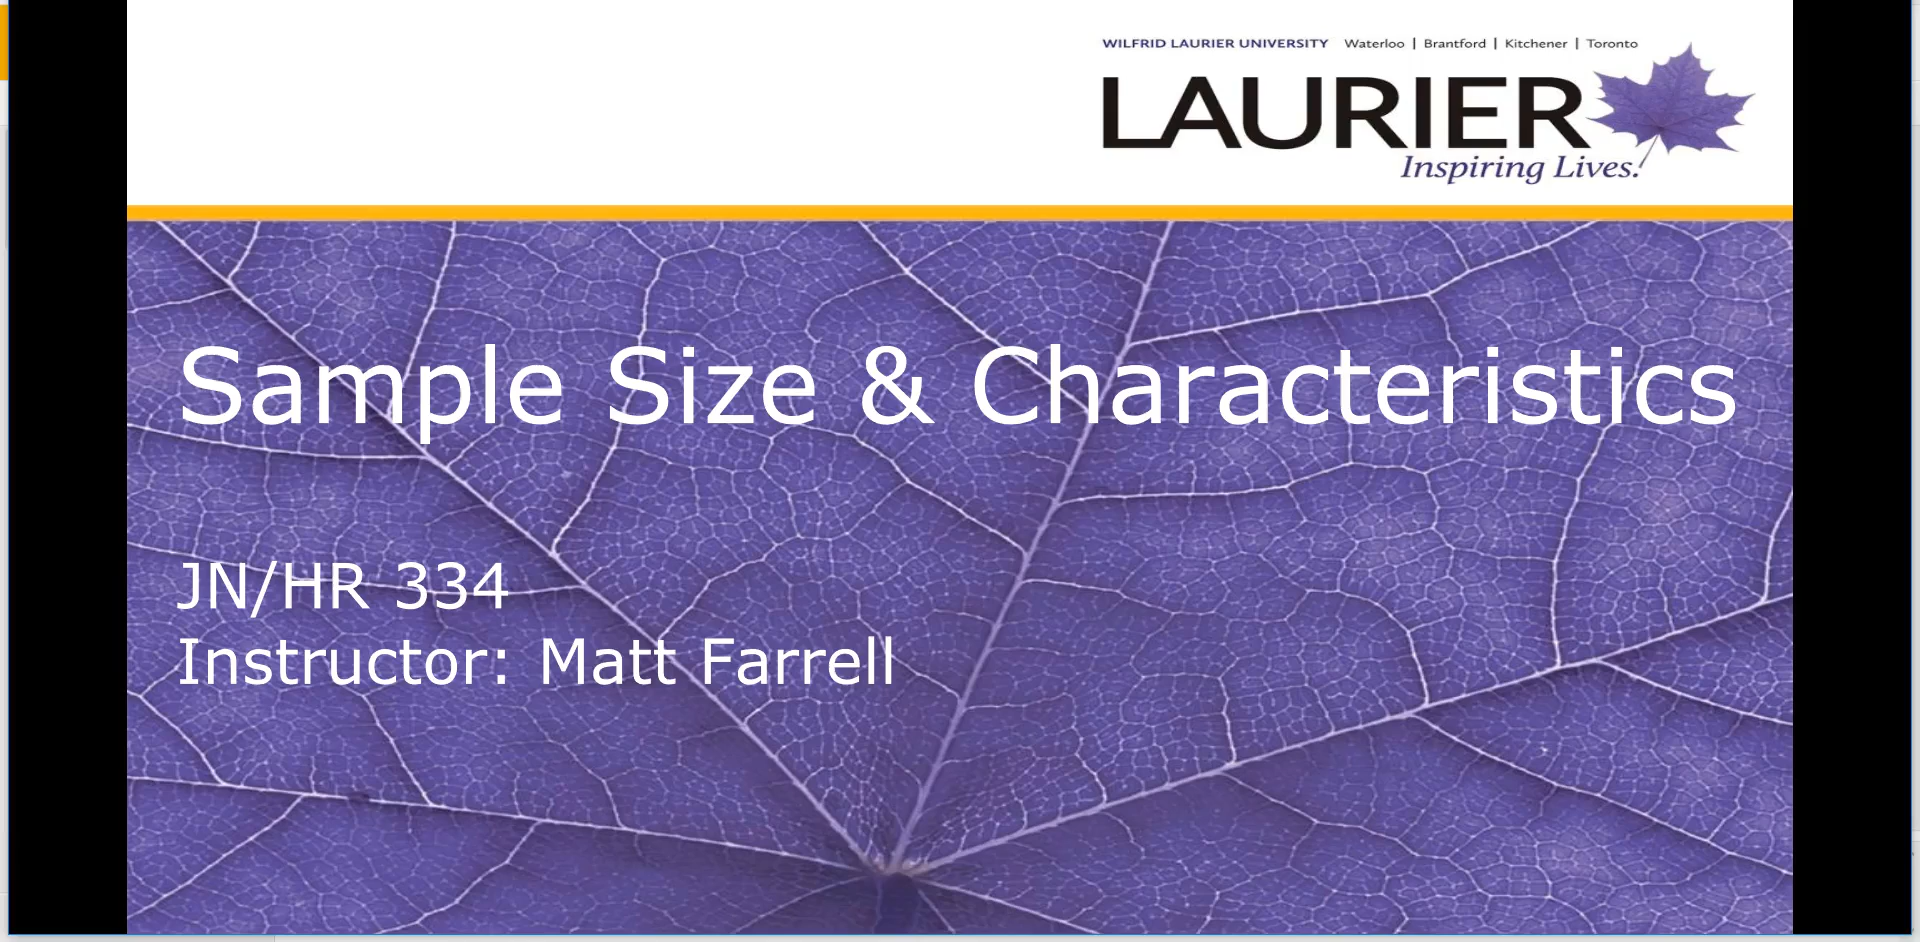 WILFRID LAURIER UNIVERSITY Waterloo | Brantford | Kitchener | Toronto
LAURIER
Inspiring Lives.
Sample Size & Characteristics
JN/HR 334
Instructor: Matt Farrell